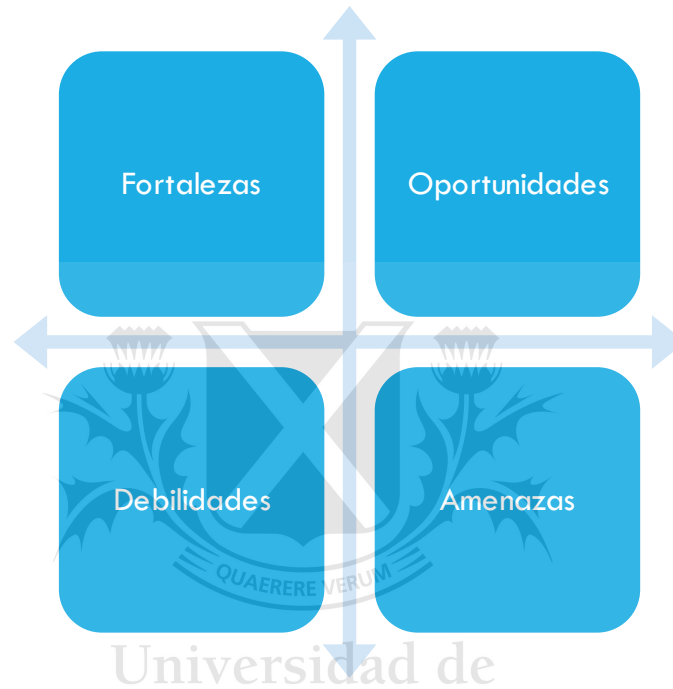 Fortalezas
Oportunidades
Debilidades
Amenazas
QUAERERE VERUM
Universidad de